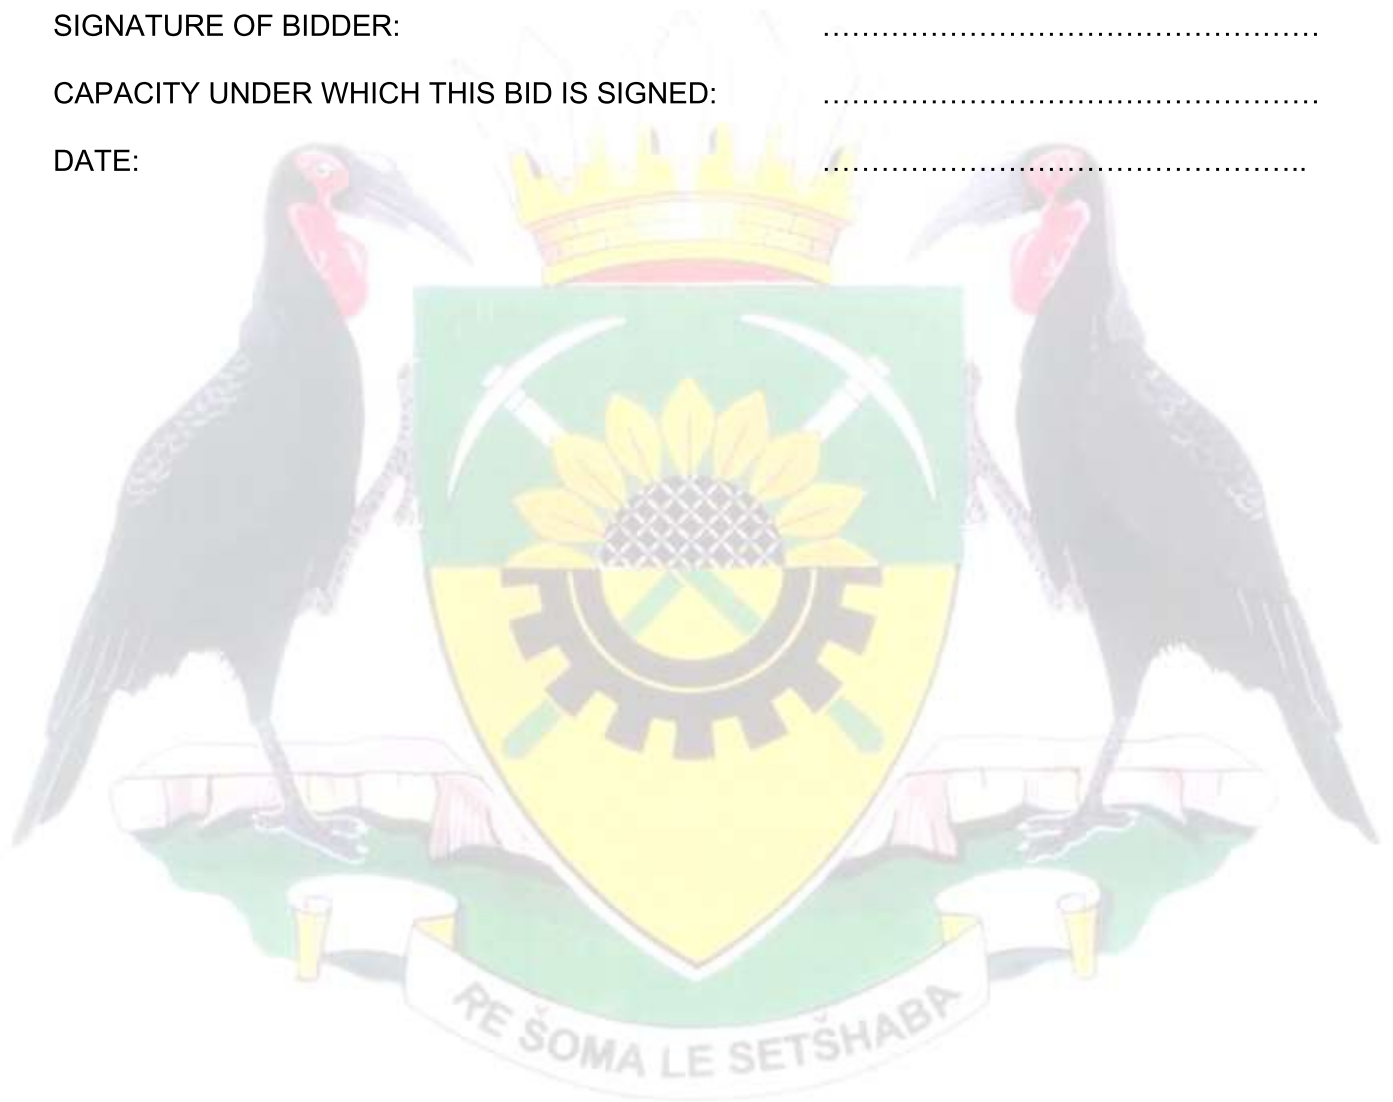 SIGNATURE OF BIDDER: ……………………………………………
CAPACITY UNDER WHICH THIS BID IS SIGNED: ……………………………………………
DATE: …………………………………………..
RE ŠOMA LE SETŠHABA